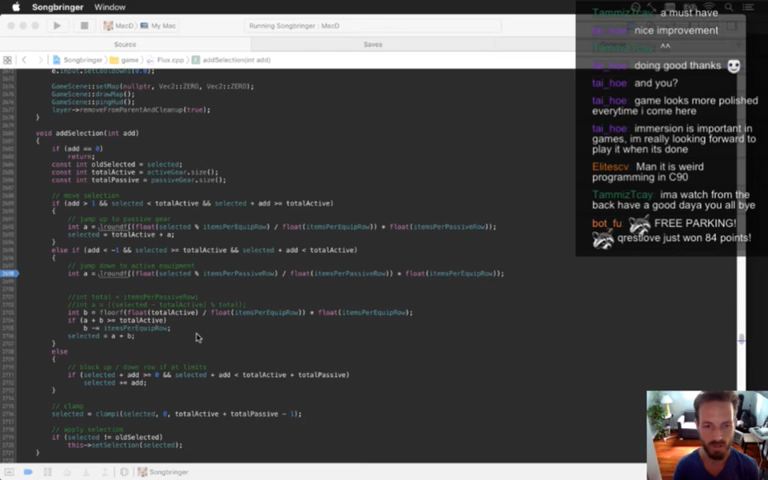 Songbringer Window
MacD My Mac
Running Songbringer : MacD
Source
Saves
Songbringer game Flux cpp addSelection(int add)
GameScene::setMap(nullptr, Vec2::ZERO, Vec2::ZERO);
GameScene::drawMap();
GameScene::pingHud();
layer->removeFromParentAndCleanup(true);
}
void addSelection(int add)
{
if (add == 0)
return;
const int oldSelected = selected;
const int totalActive = activeGear.size();
const int totalPassive = passiveGear.size();
// move selection
if (add > 1 && selected < totalActive && selected + add >= totalActive)
{
// jump up to passive gear
int a = lroundf((float(selected % itemsPerEquipRow) / float(itemsPerEquipRow)) * float(itemsPerPassiveRow));
selected = totalActive + a;
}
else if (add < -1 && selected >= totalActive && selected + add < totalActive)
{
// jump down to active equipment
int a = lroundf((float(selected % itemsPerPassiveRow) / float(itemsPerPassiveRow)) * float(itemsPerEquipRow));
//int total = itemsPerPassiveRow;
//int a = ((selected - totalActive) % total);
int b = floorf(float(totalActive) / float(itemsPerEquipRow)) * float(itemsPerEquipRow);
if (a + b >= totalActive)
b -= itemsPerEquipRow;
selected = a + b;
}
else
{
// block up / down row if at limits
if (selected + add >= 0 && selected + add < totalActive + totalPassive)
selected += add;
}
// clamp
selected = clampi(selected, 0, totalActive + totalPassive - 1);
// apply selection
if (selected != oldSelected)
this->setSelection(selected);
}
Songbringer
TammizTcay a must have
tai_hoe nice improvement
TammizTcay ^^
tai_hoe doing good thanks
tai_hoe and you?
tai_hoe game looks more polished
everytime i come here
tai_hoe immersion is important in
games, im really looking forward to
play it when its done
Elitescv Man it is weird
programming in C90
TammizTcay ima watch from the
back have a good daya you all bye
bot_fu FREE PARKING!
qrestlove just won 84 points!